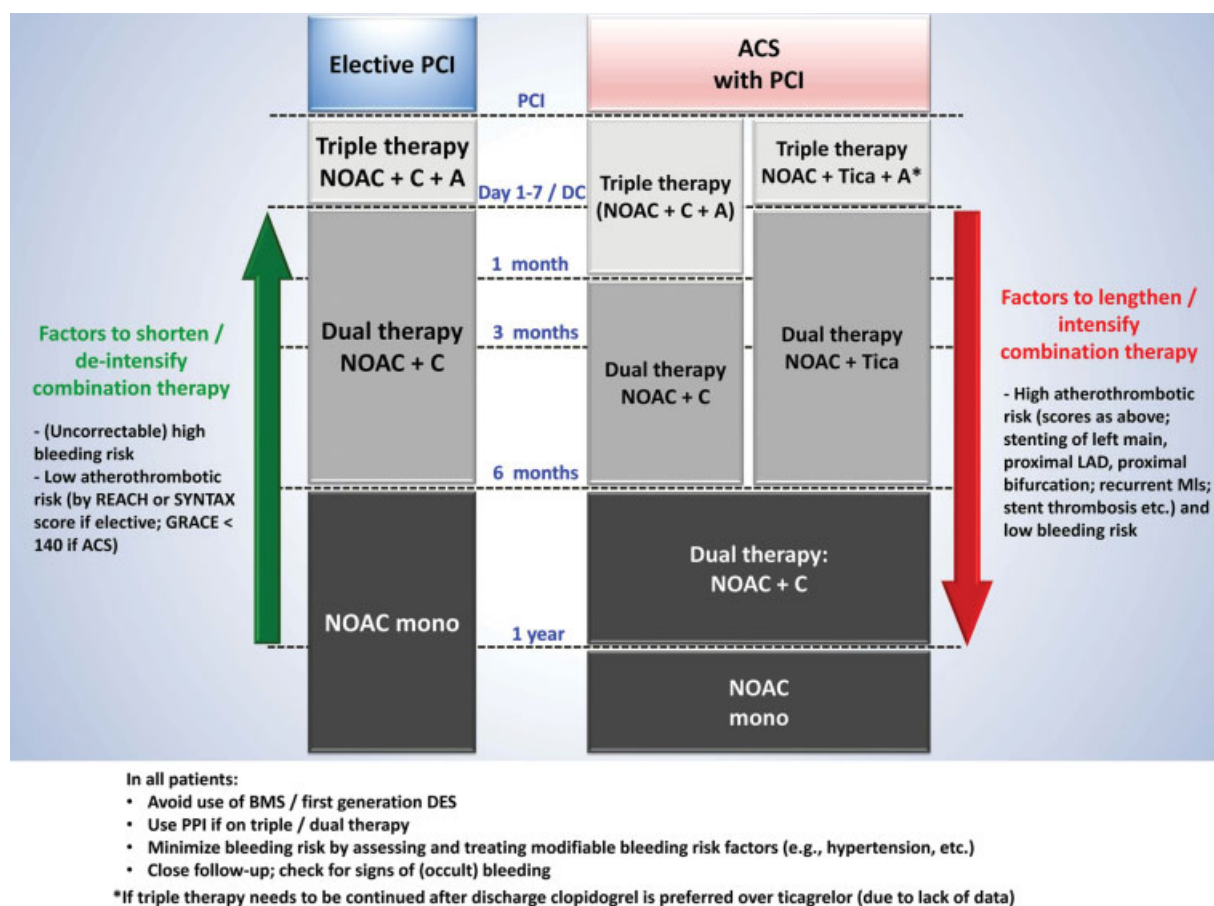 Elective PCI
ACS
with PCI
PCI
Triple therapy
NOAC + C + A
Triple therapy
(NOAC + C + A)
Triple therapy
NOAC + Tica + A*
Day 1-7 / DC
1 month
3 months
6 months
1 year
Dual therapy
NOAC + C
Dual therapy
NOAC + C
Dual therapy
NOAC + Tica
NOAC mono
Dual therapy:
NOAC + C
NOAC
mono
Factors to shorten /
de-intensify
combination therapy
- (Uncorrectable) high
bleeding risk
- Low atherothrombotic
risk (by REACH or SYNTAX
score if elective; GRACE <
140 if ACS)
Factors to lengthen /
intensify
combination therapy
- High atherothrombotic
risk (scores as above;
stenting of left main,
proximal LAD, proximal
bifurcation; recurrent MIs;
stent thrombosis etc.) and
low bleeding risk
In all patients:
• Avoid use of BMS / first generation DES
• Use PPI if on triple / dual therapy
• Minimize bleeding risk by assessing and treating modifiable bleeding risk factors (e.g., hypertension, etc.)
• Close follow-up; check for signs of (occult) bleeding
*If triple therapy needs to be continued after discharge clopidogrel is preferred over ticagrelor (due to lack of data)